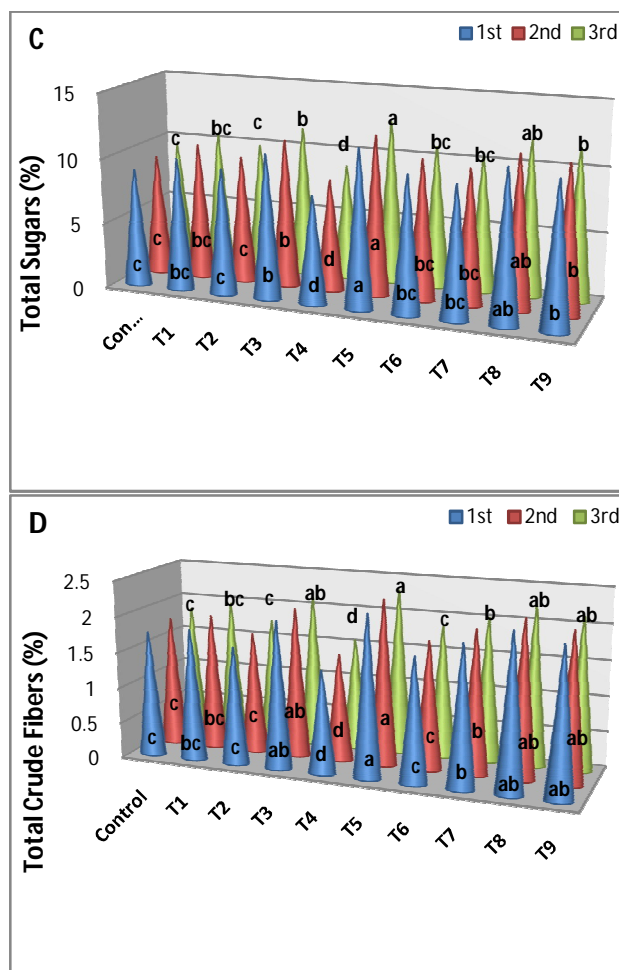 C
1st 2nd 3rd
15
10
5
0
Total Sugars (%)
c bc c b d a bc bc ab b
c bc c b d a bc bc ab b
c bc c b d a bc bc ab b
Con... T1 T2 T3 T4 T5 T6 T7 T8 T9
D
1st 2nd 3rd
2.5
2
1.5
1
0.5
0
Total Crude Fibers (%)
c bc c ab d a c b ab ab
c bc c ab d a c b ab ab
c bc c ab d a c b ab ab
Control T1 T2 T3 T4 T5 T6 T7 T8 T9